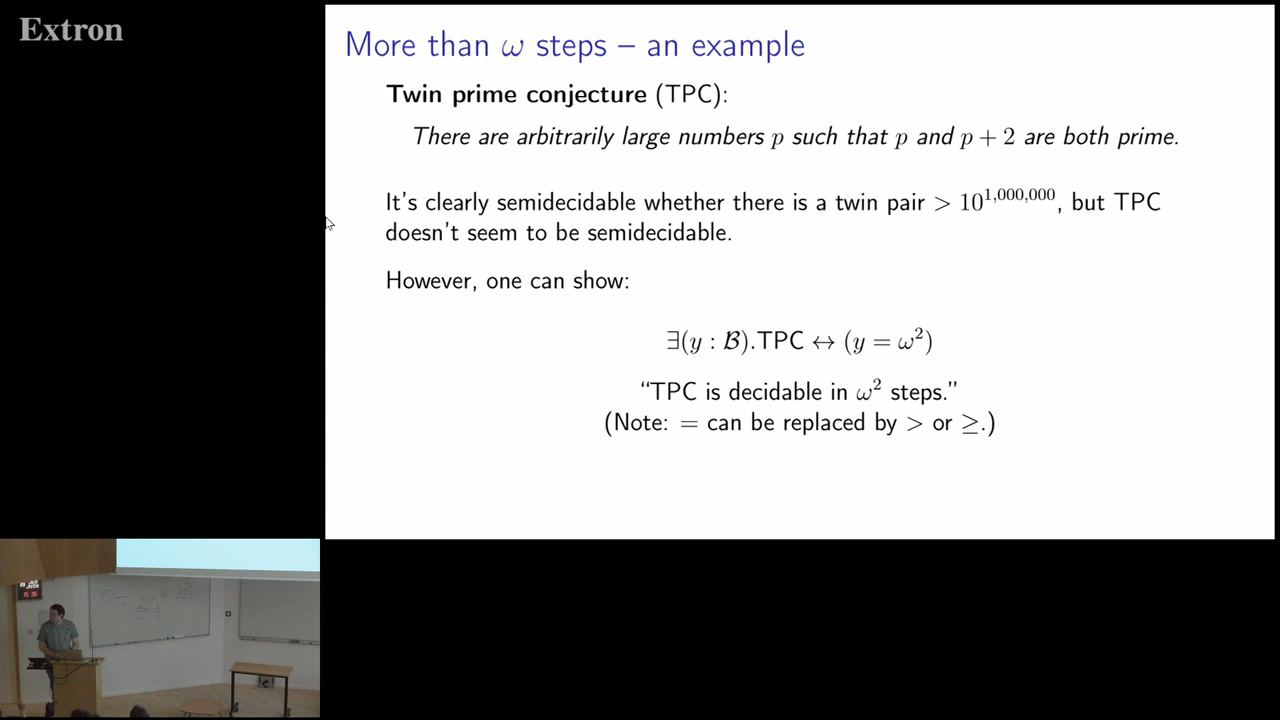 Extron
More than ω steps – an example
Twin prime conjecture (TPC):
There are arbitrarily large numbers p such that p and p + 2 are both prime.
It's clearly semidecidable whether there is a twin pair > 10^{1,000,000}, but TPC
doesn't seem to be semidecidable.
However, one can show:
∃(y : ℬ).TPC ↔ (y = ω²)
“TPC is decidable in ω² steps.”
(Note: = can be replaced by > or ≥.)